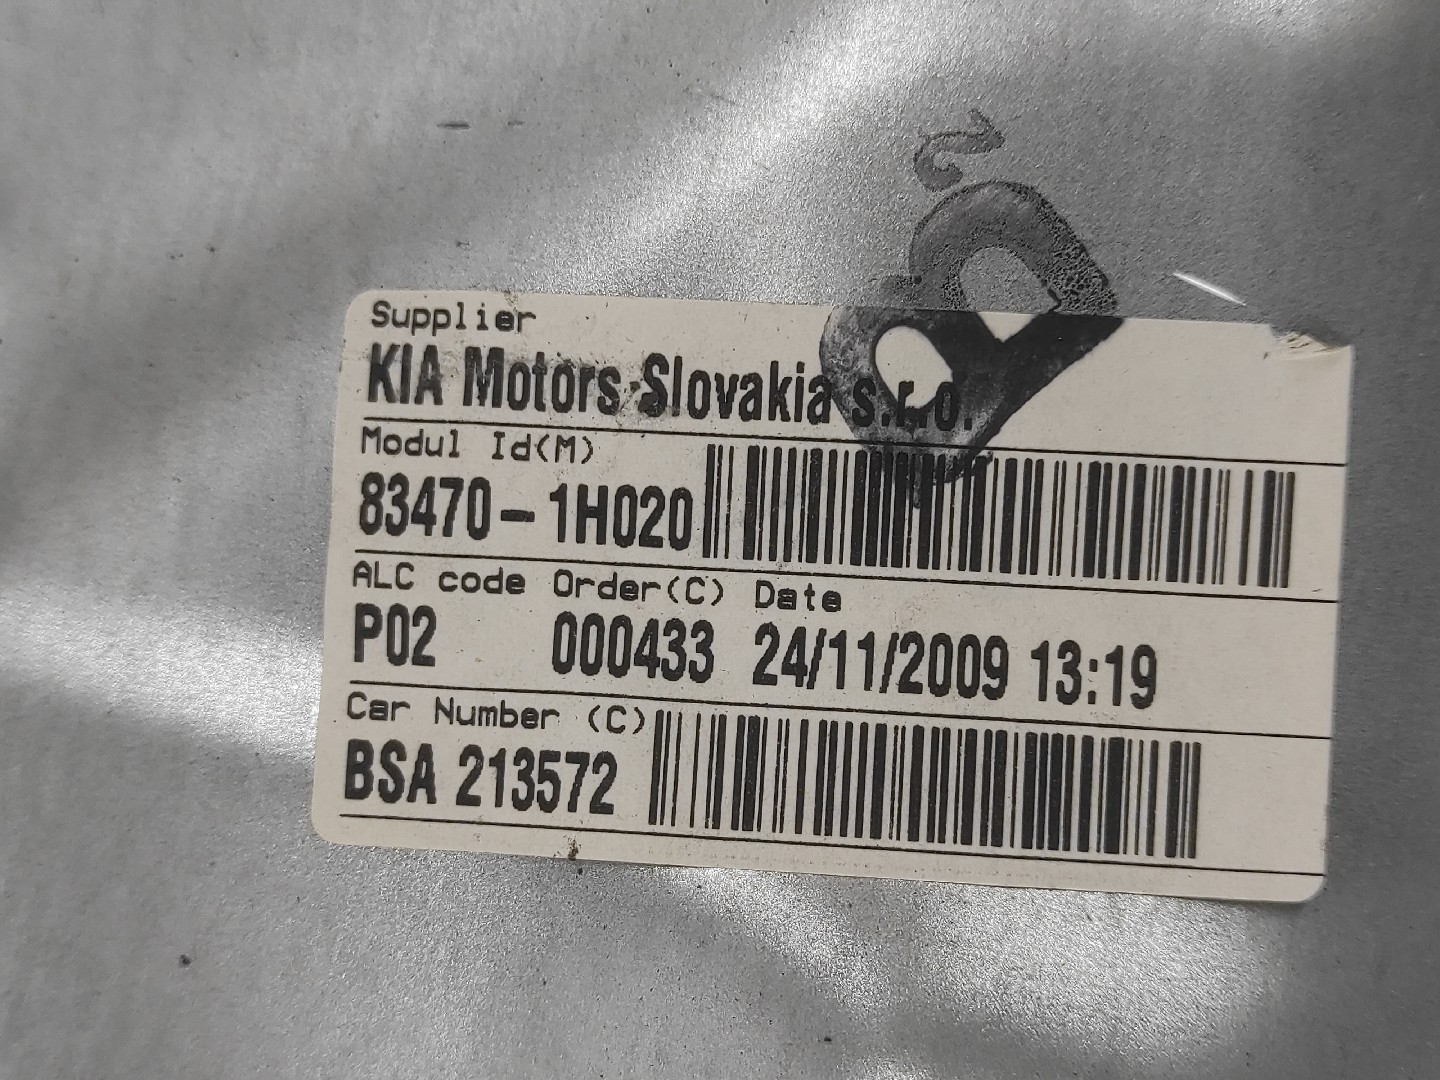 Supplier
KIA Motors Slovakia s.r.o.
Modul Id(M)
83470-1H020
ALC code Order(C) Date
P02 000433 24/11/2009 13:19
Car Number (C)
BSA 213572